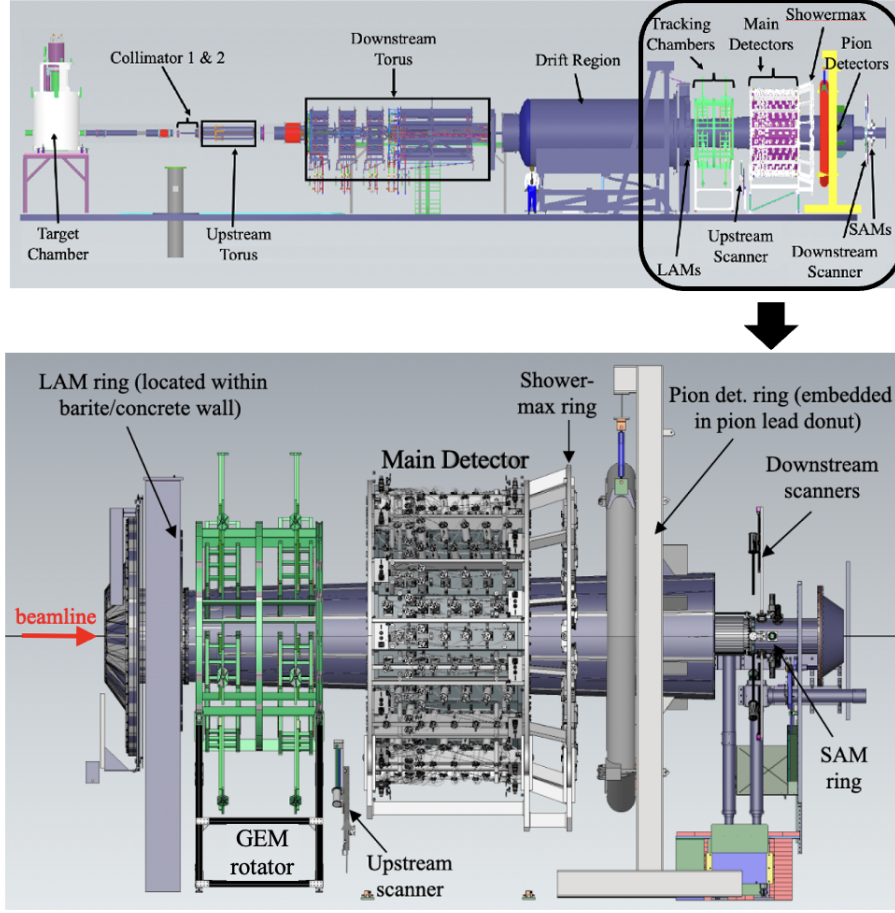 Collimator 1 & 2
Downstream
Torus
Drift Region
Tracking
Chambers
Main
Detectors
Showermax
Pion
Detectors
Target
Chamber
Upstream
Torus
LAMs
Upstream
Scanner
Downstream
Scanner
SAMs
LAM ring (located within
barite/concrete wall)
Shower-
max ring
Pion det. ring (embedded
in pion lead donut)
Main Detector
Downstream
scanners
beamline
SAM
ring
GEM
rotator
Upstream
scanner